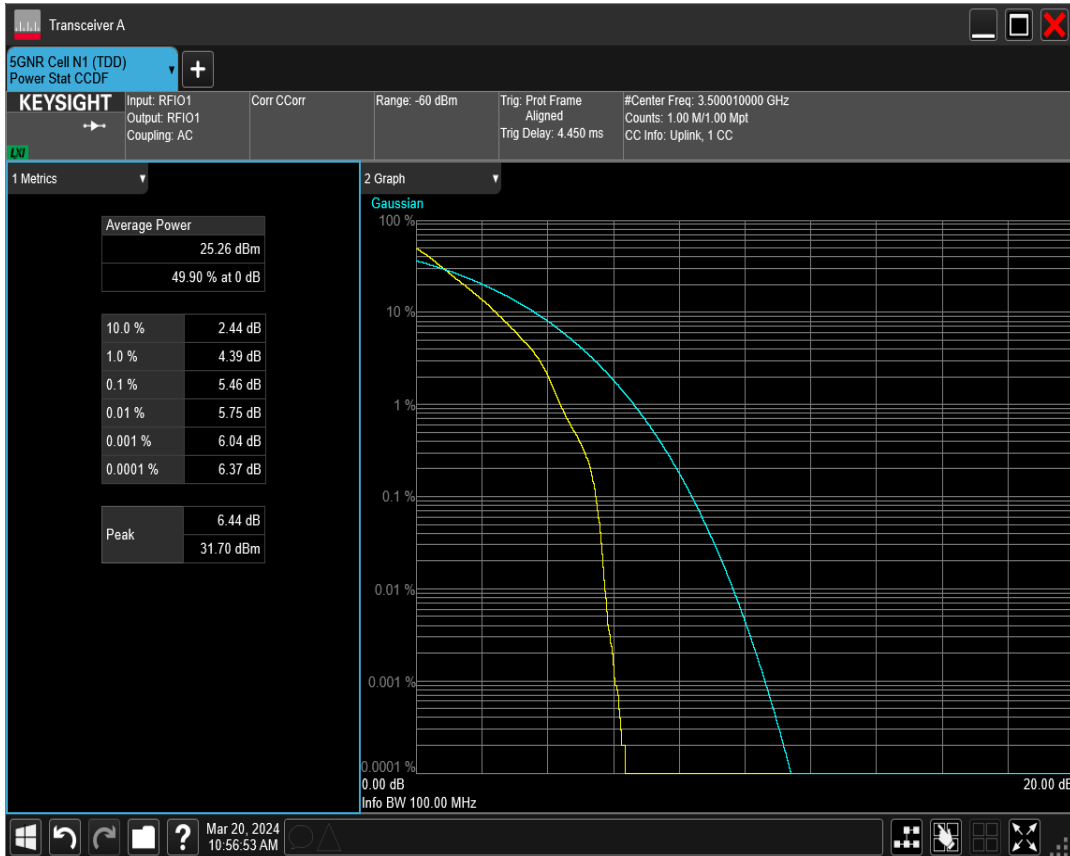 Transceiver A
5GNR Cell N1 (TDD)
Power Stat CCDF
KEYSIGHT
LXI
Input: RFIO1
Output: RFIO1
Coupling: AC
Corr CCorr
Range: -60 dBm
Trig: Prot Frame
Aligned
Trig Delay: 4.450 ms
#Center Freq: 3.500010000 GHz
Counts: 1.00 M/1.00 Mpt
CC Info: Uplink, 1 CC
1 Metrics
Average Power
25.26 dBm
49.90 % at 0 dB
10.0 % 2.44 dB
1.0 % 4.39 dB
0.1 % 5.46 dB
0.01 % 5.75 dB
0.001 % 6.04 dB
0.0001 % 6.37 dB
Peak
6.44 dB
31.70 dBm
2 Graph
Gaussian
100 %
10 %
1 %
0.1 %
0.01 %
0.001 %
0.0001 %
0.00 dB 20.00 dB
Info BW 100.00 MHz
?
Mar 20, 2024
10:56:53 AM